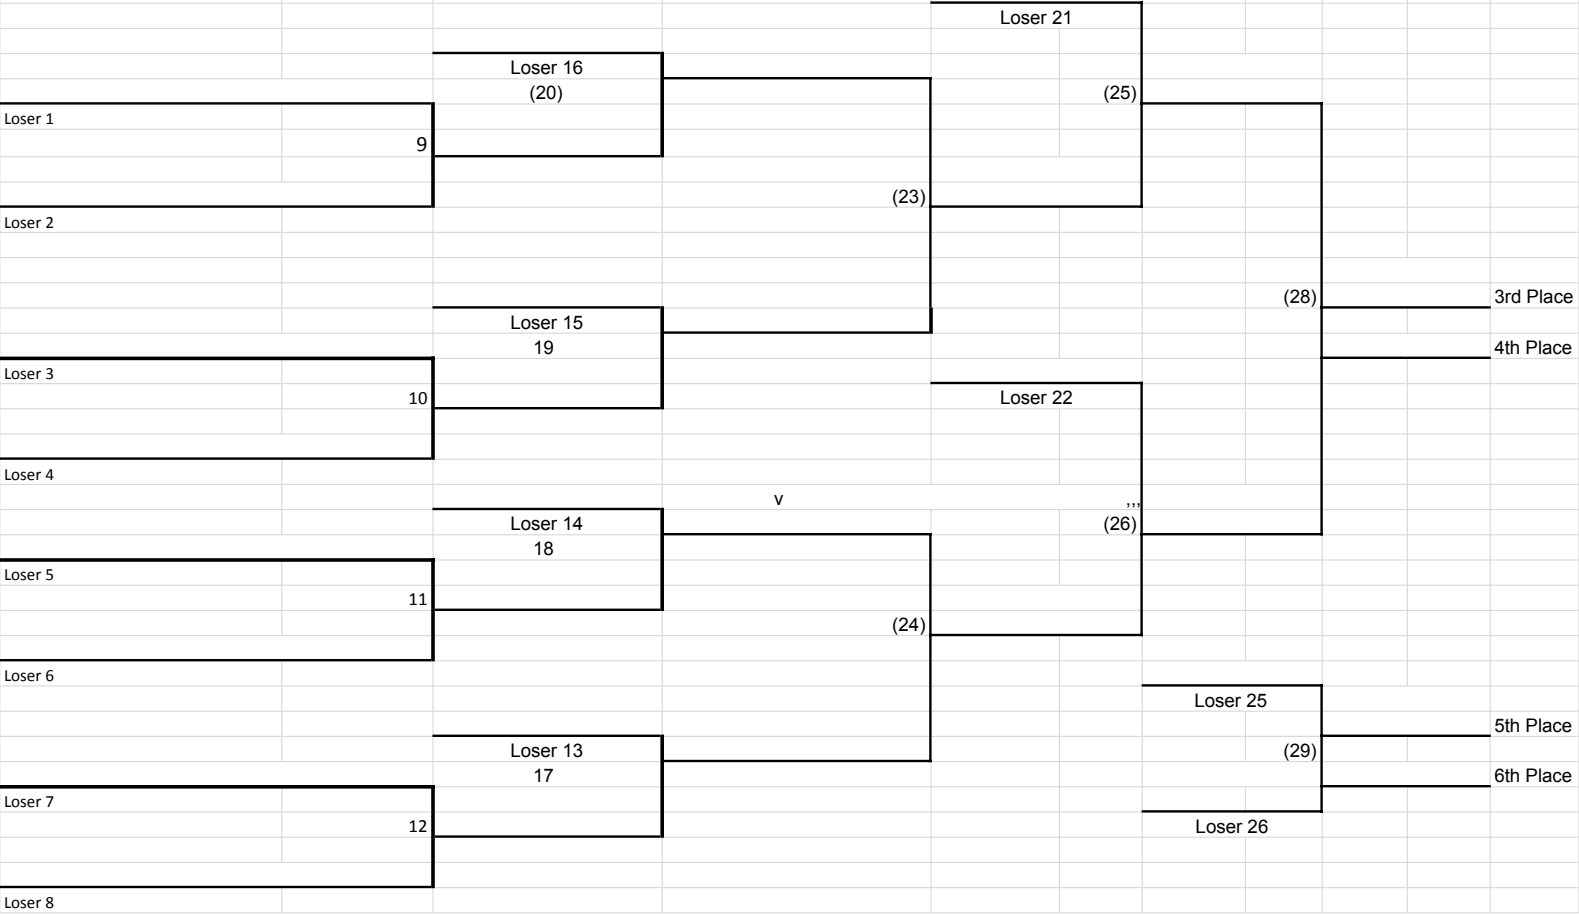 Loser 21
Loser 16
(20)
(25)
Loser 1
9
(23)
Loser 2
(28)
3rd Place
Loser 15
19
4th Place
Loser 3
10
Loser 22
Loser 4
v
,,,
Loser 14
(26)
18
Loser 5
11
(24)
Loser 6
Loser 25
5th Place
Loser 13
(29)
17
6th Place
Loser 7
12
Loser 26
Loser 8